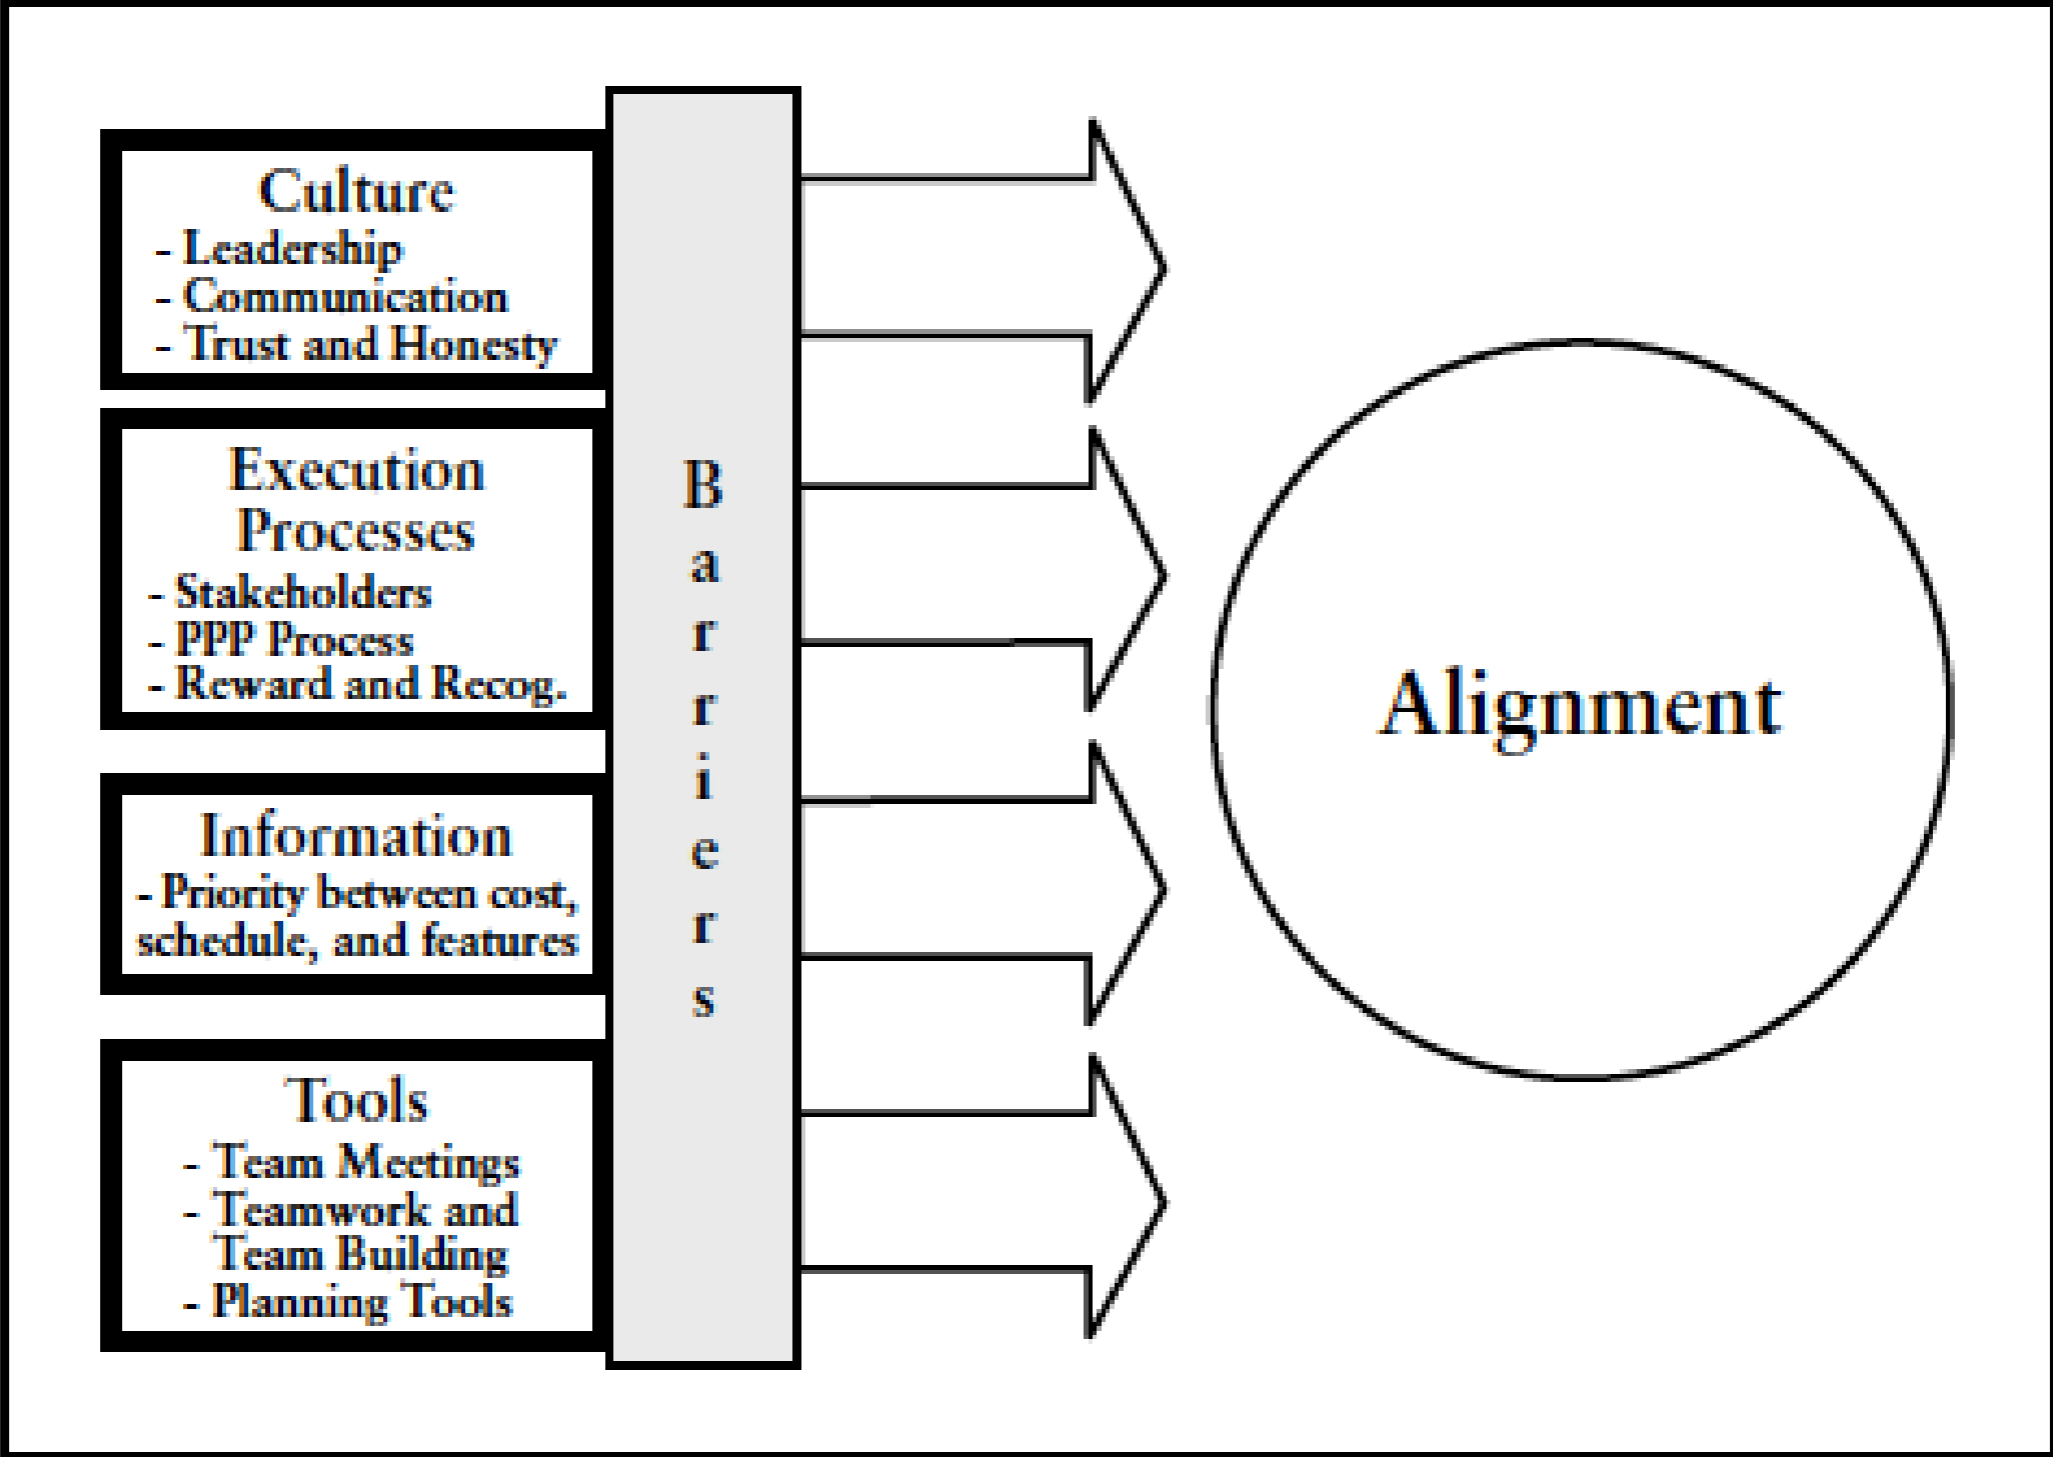 Culture
- Leadership
- Communication
- Trust and Honesty
Execution
Processes
- Stakeholders
- PPP Process
- Reward and Recog.
Information
- Priority between cost,
schedule, and features
Tools
- Team Meetings
- Teamwork and
Team Building
- Planning Tools
Barriers
Alignment